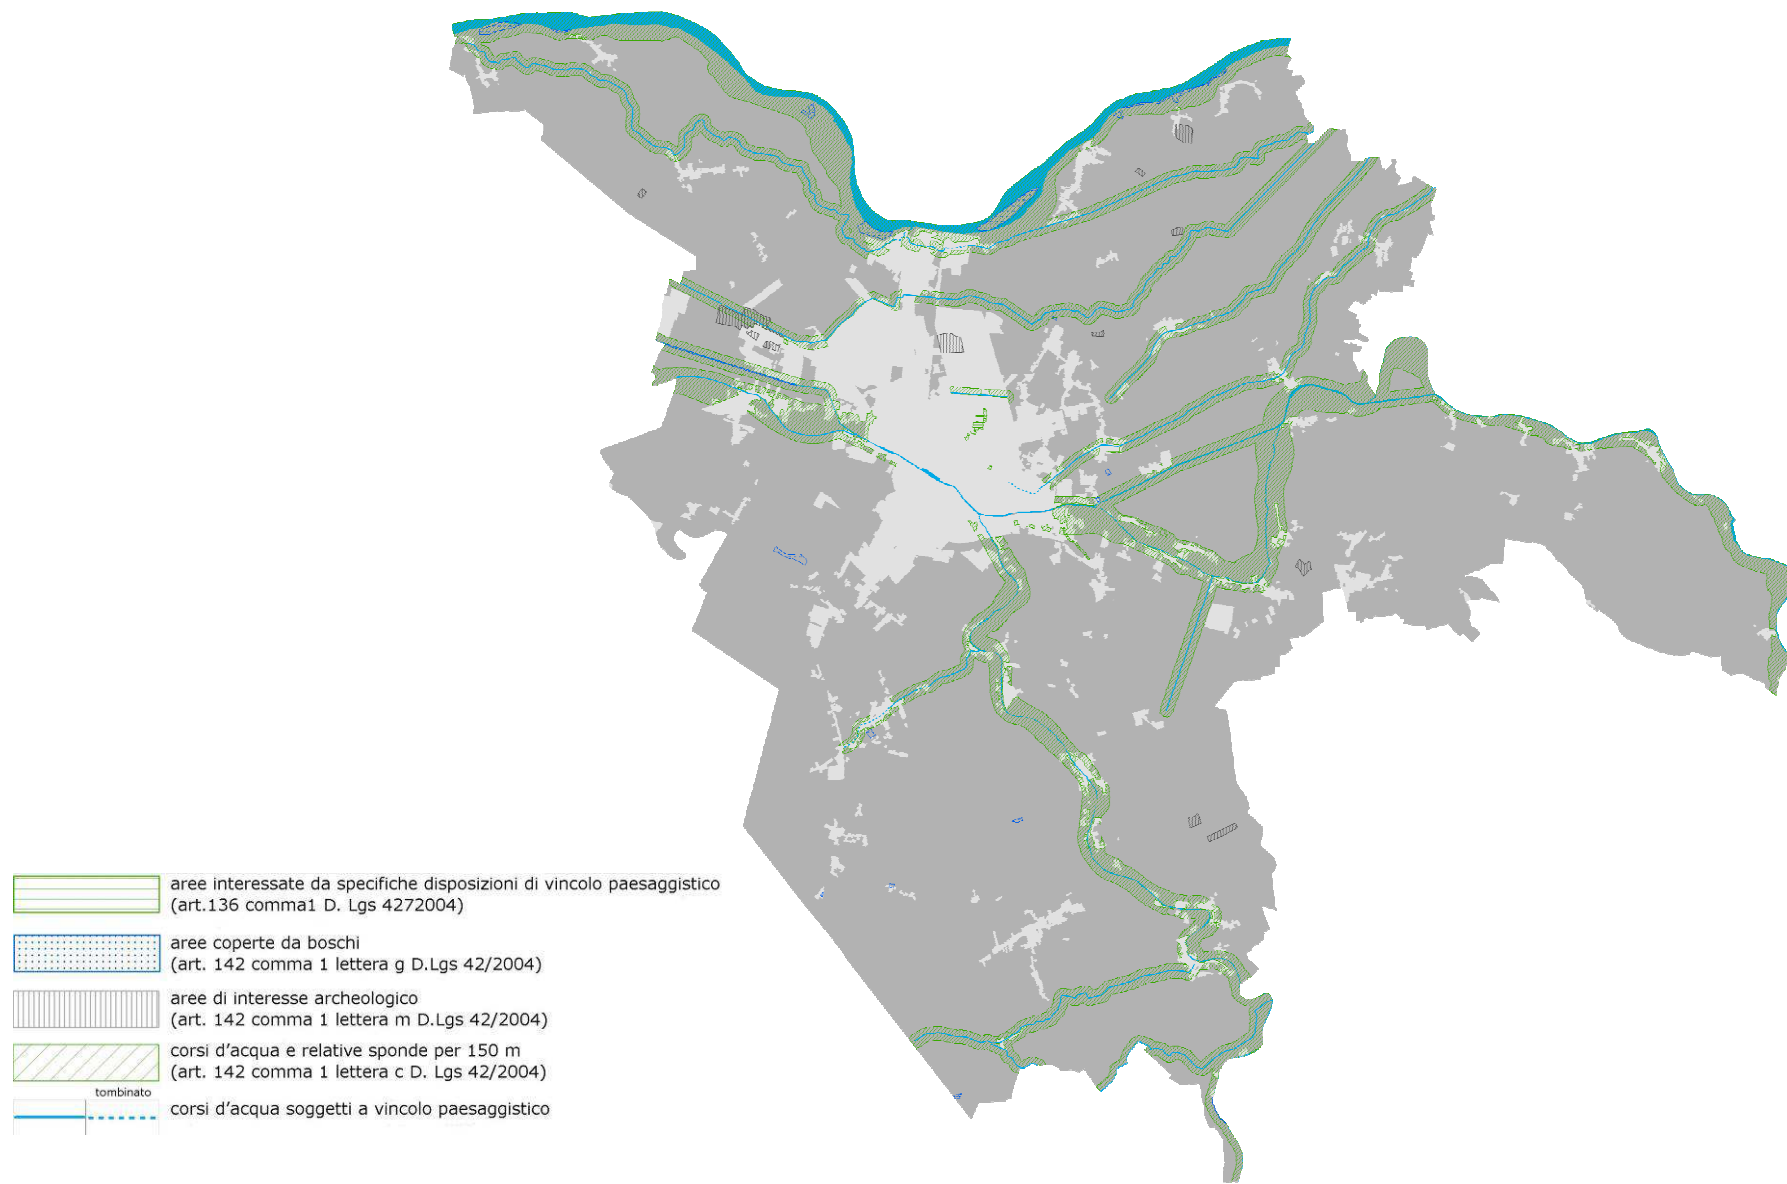 aree interessate da specifiche disposizioni di vincolo paesaggistico
(art.136 comma1 D. Lgs 4272004)
aree coperte da boschi
(art. 142 comma 1 lettera g D.Lgs 42/2004)
aree di interesse archeologico
(art. 142 comma 1 lettera m D.Lgs 42/2004)
corsi d'acqua e relative sponde per 150 m
(art. 142 comma 1 lettera c D. Lgs 42/2004)
tombinato
corsi d'acqua soggetti a vincolo paesaggistico